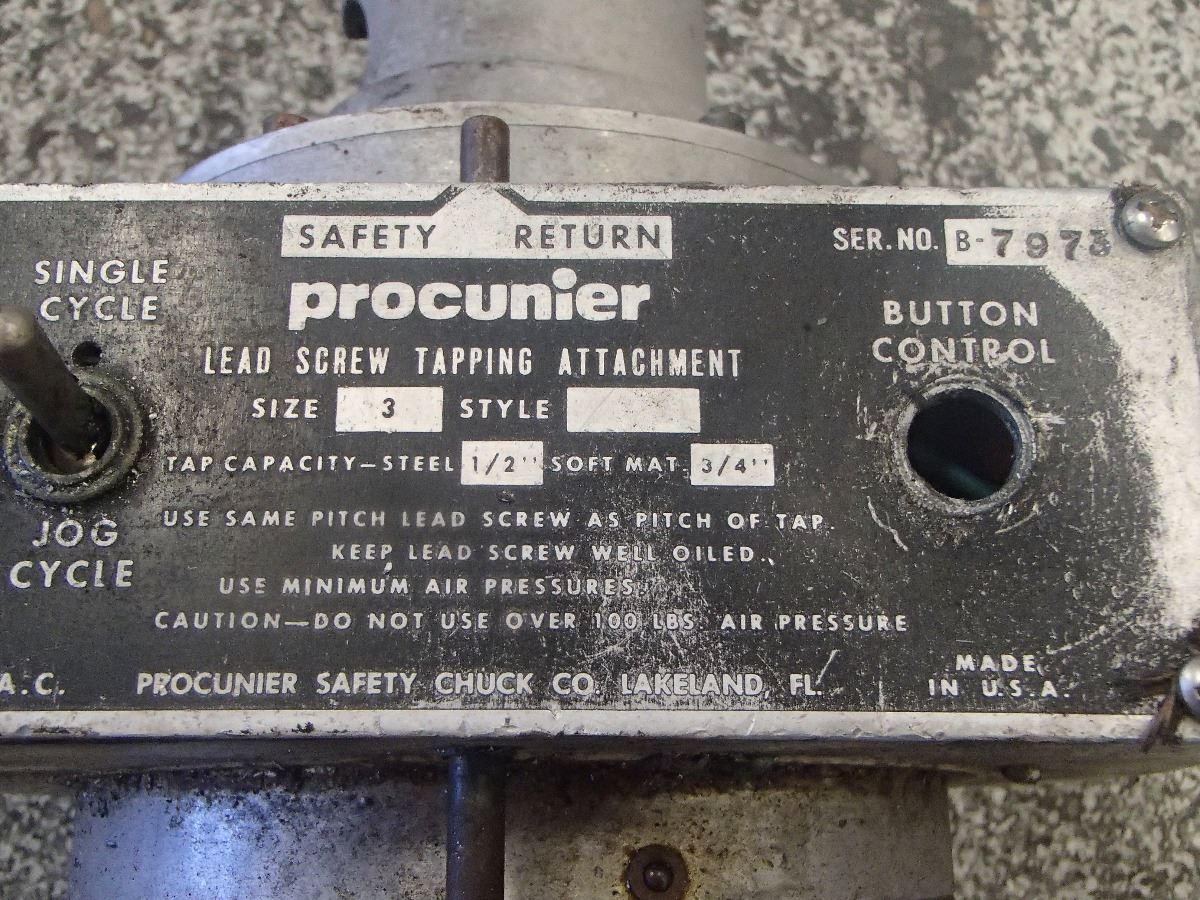 SAFETY RETURN
SER. NO. B-7973
SINGLE
CYCLE
procunier
BUTTON
CONTROL
LEAD SCREW TAPPING ATTACHMENT
SIZE 3 STYLE
TAP CAPACITY—STEEL 1/2'' SOFT MAT. 3/4''
JOG
CYCLE
USE SAME PITCH LEAD SCREW AS PITCH OF TAP.
KEEP LEAD SCREW WELL OILED.
USE MINIMUM AIR PRESSURES.
CAUTION—DO NOT USE OVER 100 LBS. AIR PRESSURE
A.C. PROCUNIER SAFETY CHUCK CO. LAKELAND, FL.
MADE
IN U.S.A.